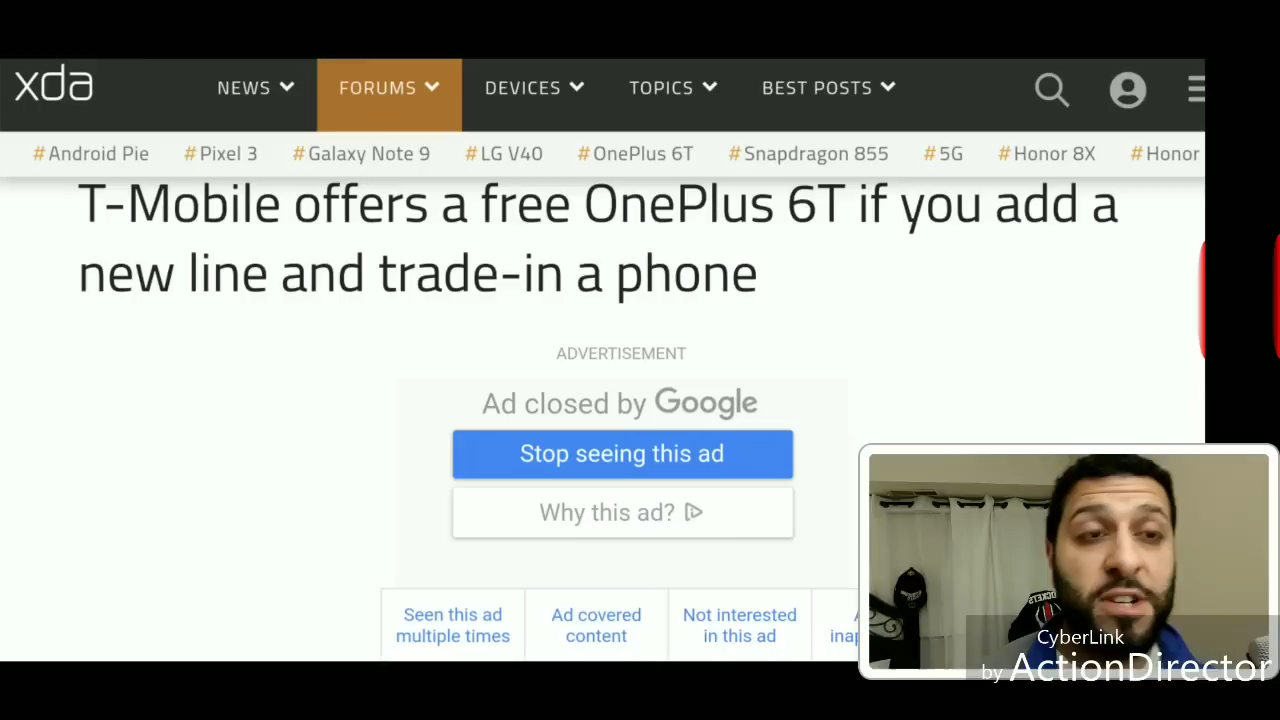 xda
NEWS FORUMS DEVICES TOPICS BEST POSTS
#Android Pie #Pixel 3 #Galaxy Note 9 #LG V40 #OnePlus 6T #Snapdragon 855 #5G #Honor 8X #Honor
T-Mobile offers a free OnePlus 6T if you add a
new line and trade-in a phone
ADVERTISEMENT
Ad closed by Google
Stop seeing this ad
Why this ad?
Seen this ad
multiple times
Ad covered
content
Not interested
in this ad
CyberLink
by ActionDirector